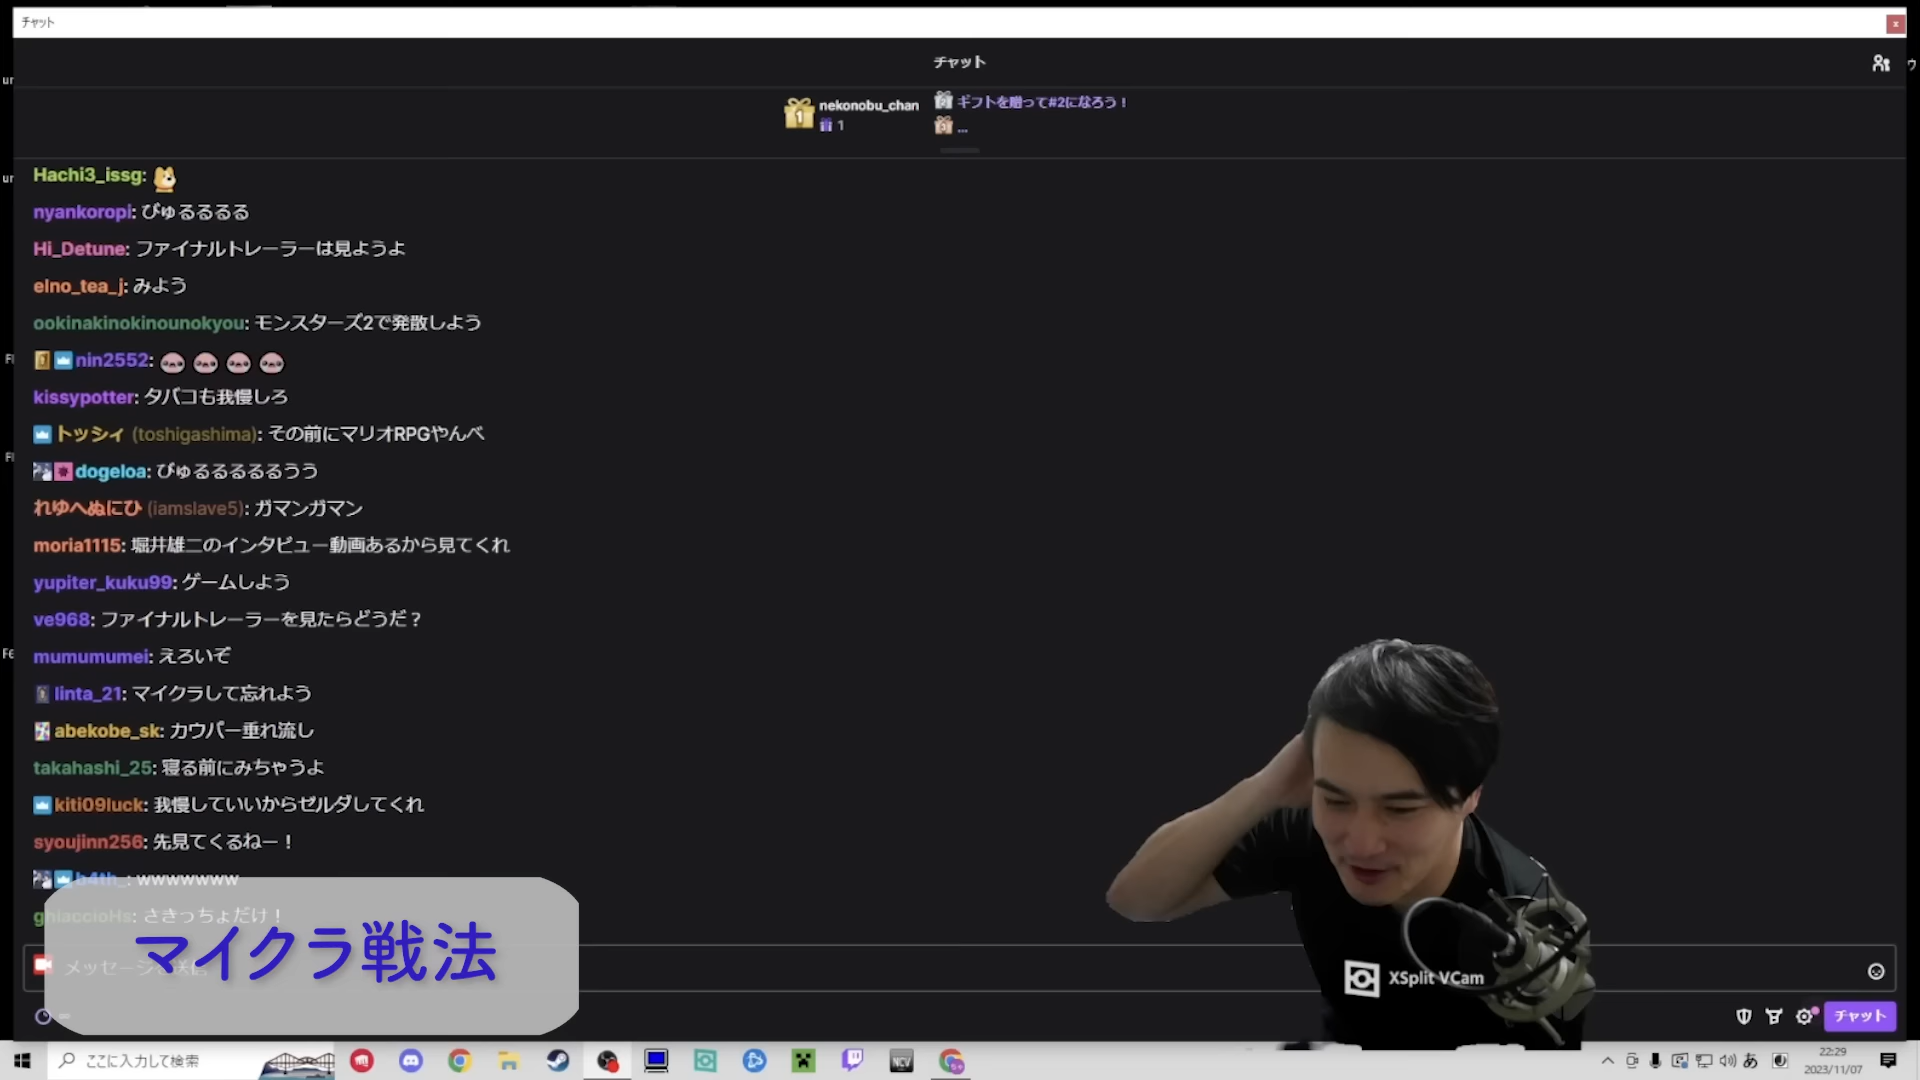 チャット
チャット
nekonobu_chan
1
ギフトを贈って#2になろう！
...
Hachi3_issg:
nyankoropi: びゅるるるる
Hi_Detune: ファイナルトレーラーは見ようよ
elno_tea_j: みよう
ookinakinokinounokyou: モンスターズ2で発散しよう
nin2552:
kissypotter: タバコも我慢しろ
トッシィ (toshigashima): その前にマリオRPGやんべ
dogeloa: びゅるるるるるうう
れゆへぬにひ (iamslave5): ガマンガマン
moria1115: 堀井雄二のインタビュー動画あるから見てくれ
yupiter_kuku99: ゲームしよう
ve968: ファイナルトレーラーを見たらどうだ？
mumumumei: えろいぞ
linta_21: マイクラして忘れよう
abekobe_sk: カウパー垂れ流し
takahashi_25: 寝る前にみちゃうよ
kiti09luck: 我慢していいからゼルダしてくれ
syoujinn256: 先見てくるねー！
b4th_: wwwwwww
ghiaccioHs: さきっちょだけ！
マイクラ戦法
メッセージを送信
XSplit VCam
チャット
ここに入力して検索
あ
22:29
2023/11/07